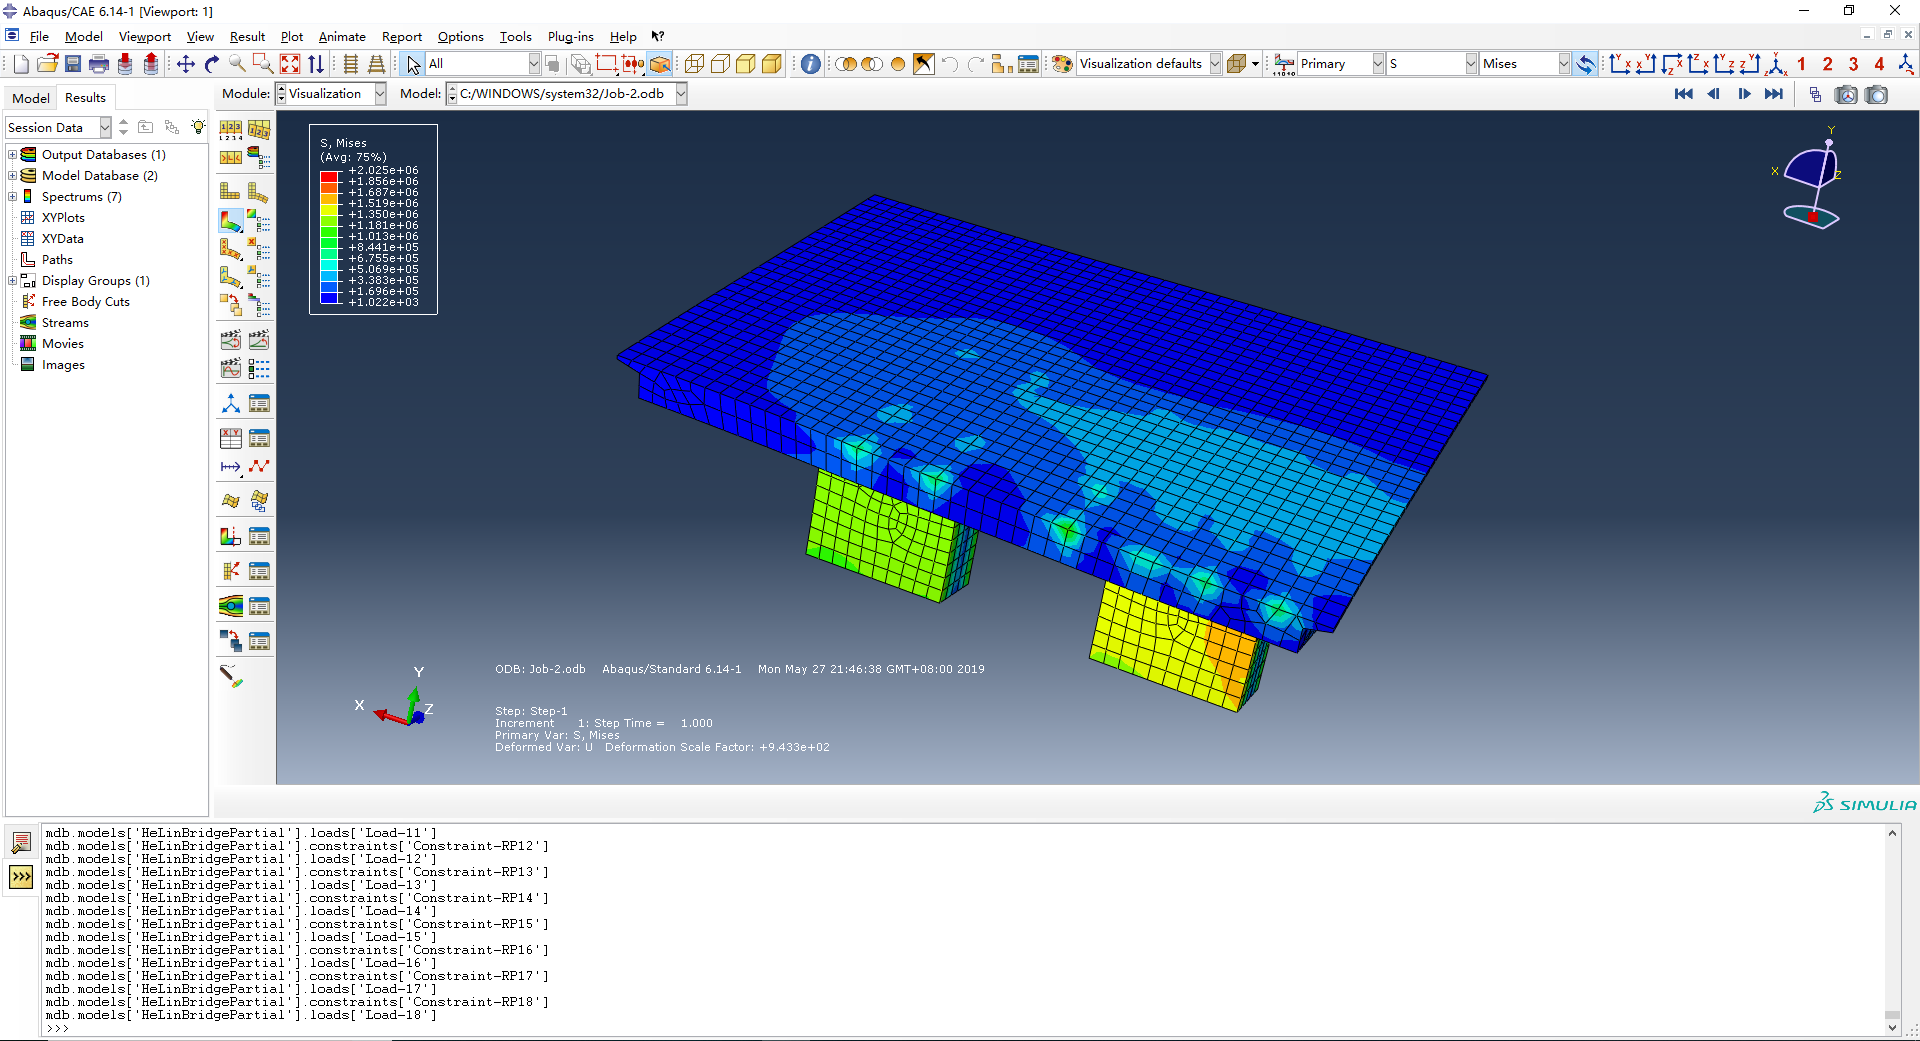 Abaqus/CAE 6.14-1 [Viewport: 1]
File Model Viewport View Result Plot Animate Report Options Tools Plug-ins Help
All
Visualization defaults
Primary
S
Mises
1 2 3 4
Model Results
Module: Visualization Model: C:/WINDOWS/system32/Job-2.odb
Session Data
Output Databases (1)
Model Database (2)
Spectrums (7)
XYPlots
XYData
Paths
Display Groups (1)
Free Body Cuts
Streams
Movies
Images
S, Mises
(Avg: 75%)
+2.025e+06
+1.856e+06
+1.687e+06
+1.519e+06
+1.350e+06
+1.181e+06
+1.013e+06
+8.441e+05
+6.755e+05
+5.069e+05
+3.383e+05
+1.696e+05
+1.022e+03
Y
X
Z
Y
X
Z
ODB: Job-2.odb Abaqus/Standard 6.14-1 Mon May 27 21:46:38 GMT+08:00 2019
Step: Step-1
Increment 1: Step Time = 1.000
Primary Var: S, Mises
Deformed Var: U Deformation Scale Factor: +9.433e+02
SIMULIA
mdb.models['HeLinBridgePartial'].loads['Load-11']
mdb.models['HeLinBridgePartial'].constraints['Constraint-RP12']
mdb.models['HeLinBridgePartial'].loads['Load-12']
mdb.models['HeLinBridgePartial'].constraints['Constraint-RP13']
mdb.models['HeLinBridgePartial'].loads['Load-13']
mdb.models['HeLinBridgePartial'].constraints['Constraint-RP14']
mdb.models['HeLinBridgePartial'].loads['Load-14']
mdb.models['HeLinBridgePartial'].constraints['Constraint-RP15']
mdb.models['HeLinBridgePartial'].loads['Load-15']
mdb.models['HeLinBridgePartial'].constraints['Constraint-RP16']
mdb.models['HeLinBridgePartial'].loads['Load-16']
mdb.models['HeLinBridgePartial'].constraints['Constraint-RP17']
mdb.models['HeLinBridgePartial'].loads['Load-17']
mdb.models['HeLinBridgePartial'].constraints['Constraint-RP18']
mdb.models['HeLinBridgePartial'].loads['Load-18']
>>>